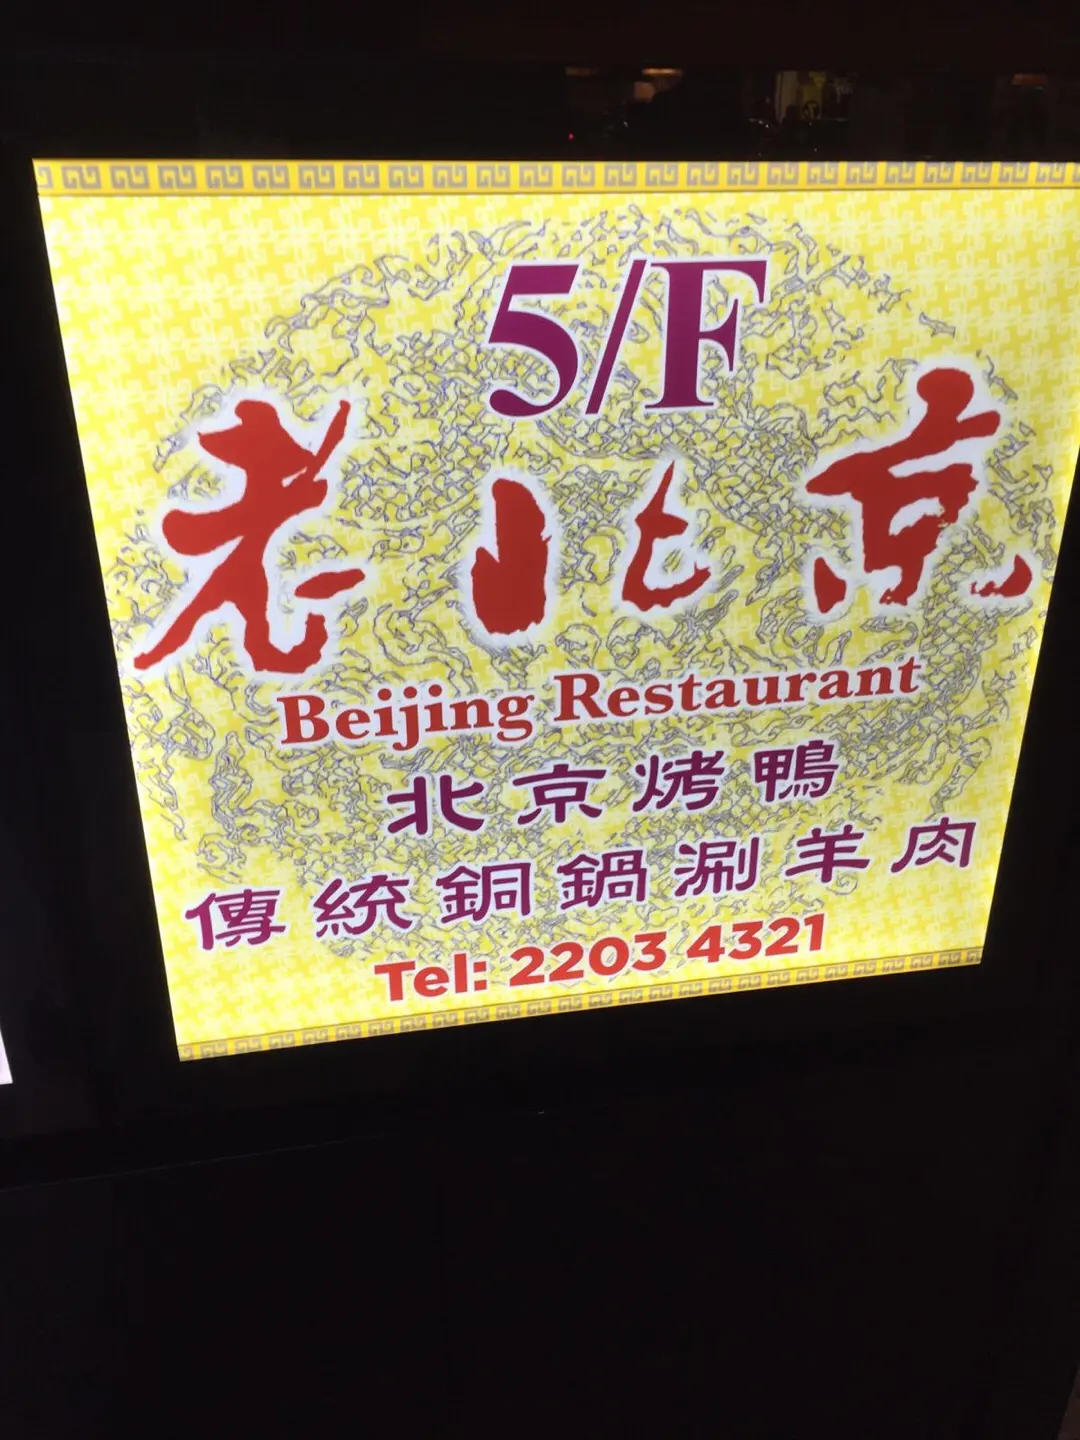 5/F
老北京
Beijing Restaurant
北京烤鴨
傳統銅鍋涮羊肉
Tel: 2203 4321